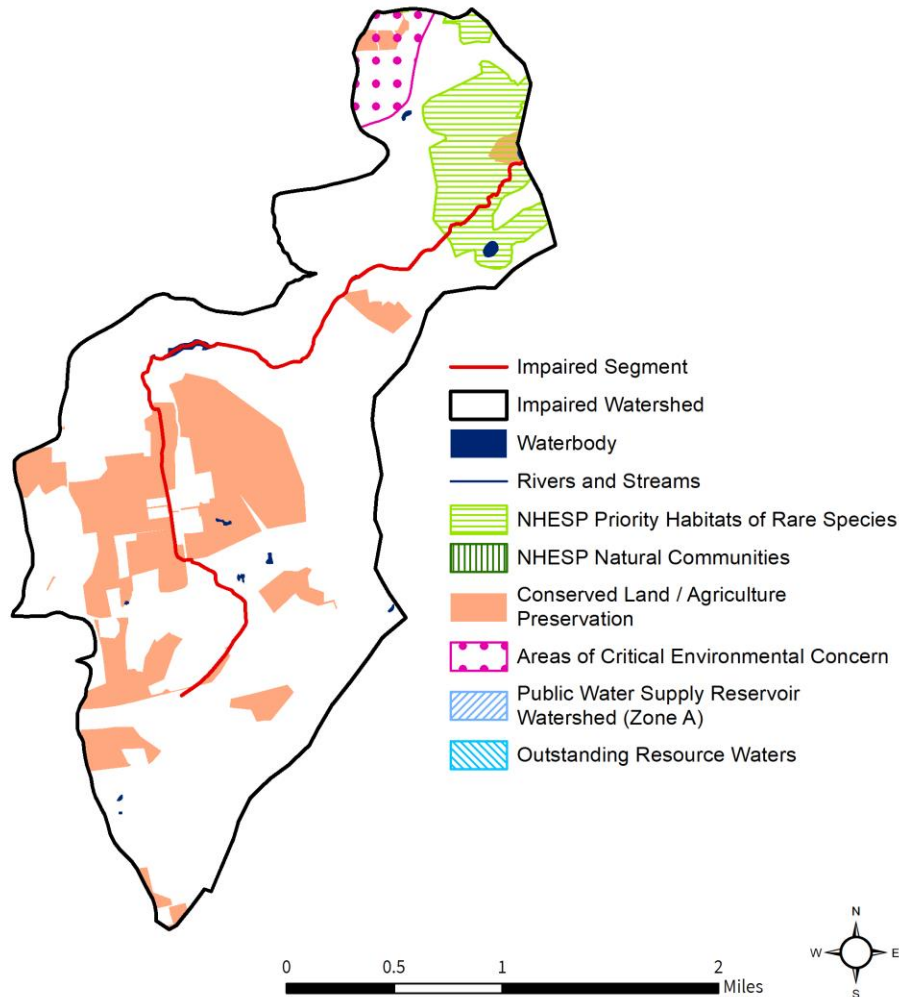 Impaired Segment
Impaired Watershed
Waterbody
Rivers and Streams
NHESP Priority Habitats of Rare Species
NHESP Natural Communities
Conserved Land / Agriculture
Preservation
Areas of Critical Environmental Concern
Public Water Supply Reservoir
Watershed (Zone A)
Outstanding Resource Waters
N
W E
S
0 0.5 1 2
Miles